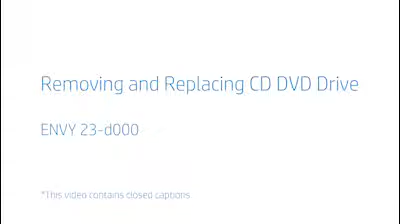 Removing and Replacing CD DVD Drive
ENVY 23-d000
*This video contains closed captions